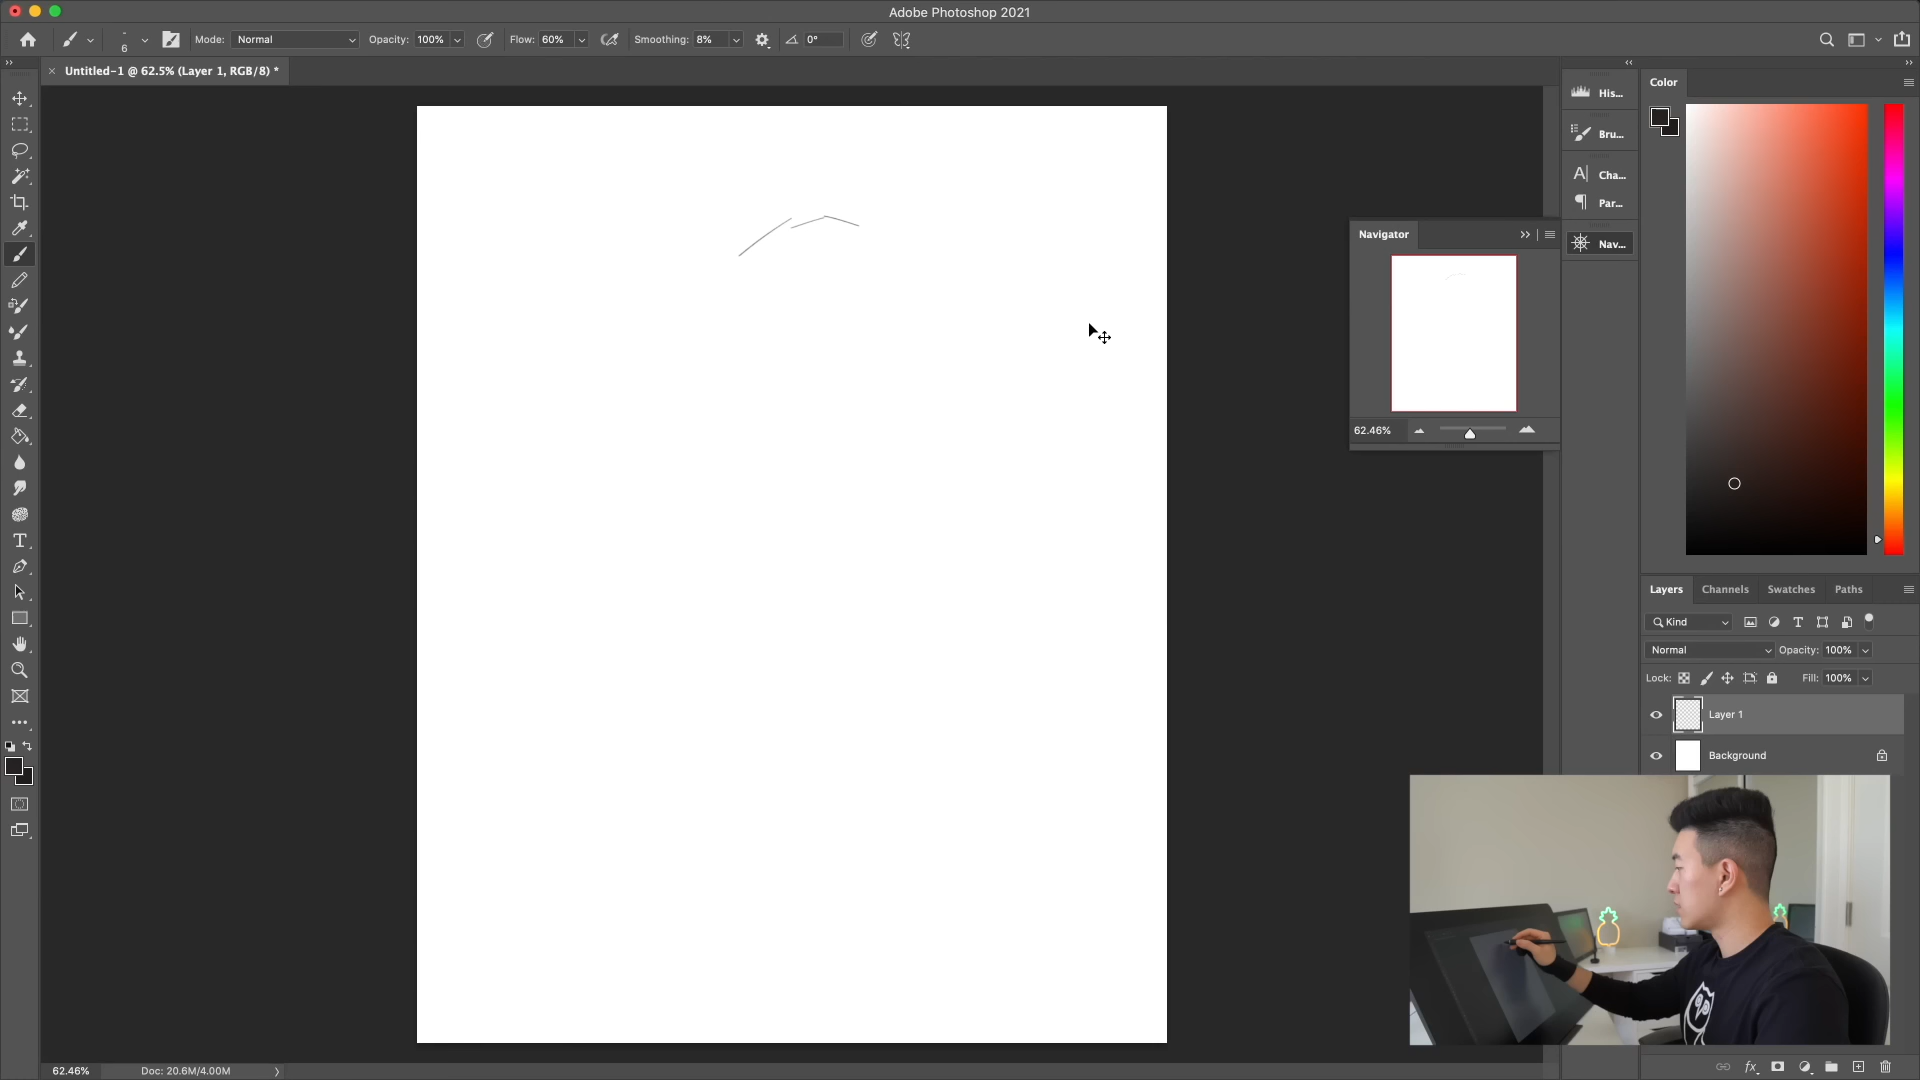 Adobe Photoshop 2021
6
Mode: Normal Opacity: 100% Flow: 60% Smoothing: 8% 0°
Untitled-1 @ 62.5% (Layer 1, RGB/8) *
His...
Bru...
Cha...
Par...
Nav...
Navigator
62.46%
Color
Layers Channels Swatches Paths
Kind
Normal Opacity: 100%
Lock: Fill: 100%
Layer 1
Background
62.46% Doc: 20.6M/4.00M